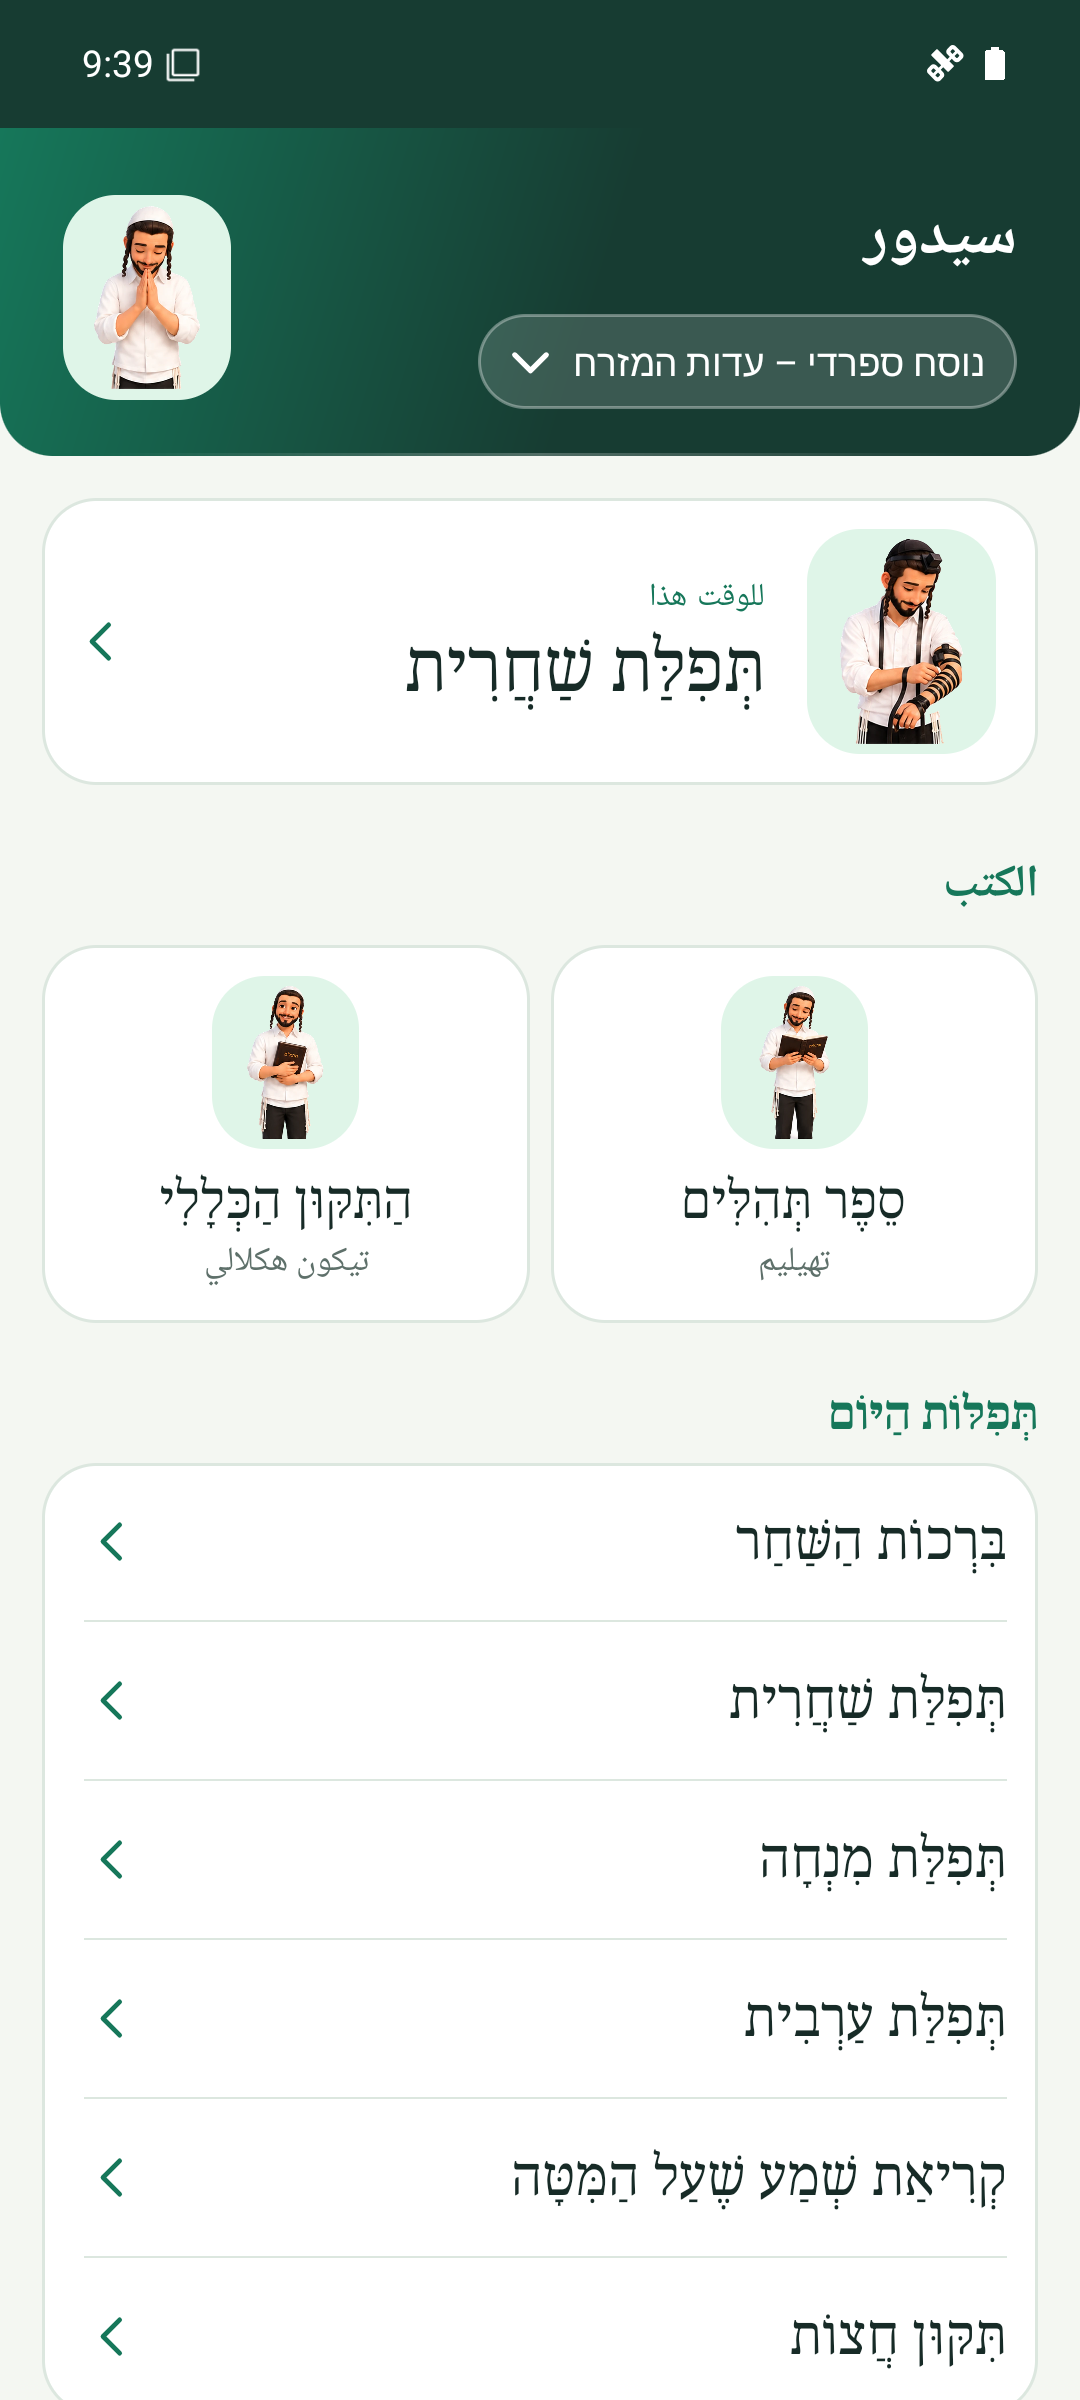 9:39
سيدور
נוסח ספרדי – עדות המזרח
للوقت هذا
תְּפִלַּת שַׁחֲרִית
الكتب
סֵפֶר תְּהִלִּים
تهيليم
הַתִּקּוּן הַכְּלָלִי
تيكون هكلالي
תְּפִלּוֹת הַיּוֹם
בִּרְכוֹת הַשַּׁחַר
תְּפִלַּת שַׁחֲרִית
תְּפִלַּת מִנְחָה
תְּפִלַּת עַרְבִית
קְרִיאַת שְׁמַע שֶׁעַל הַמִּטָּה
תִּקּוּן חֲצוֹת